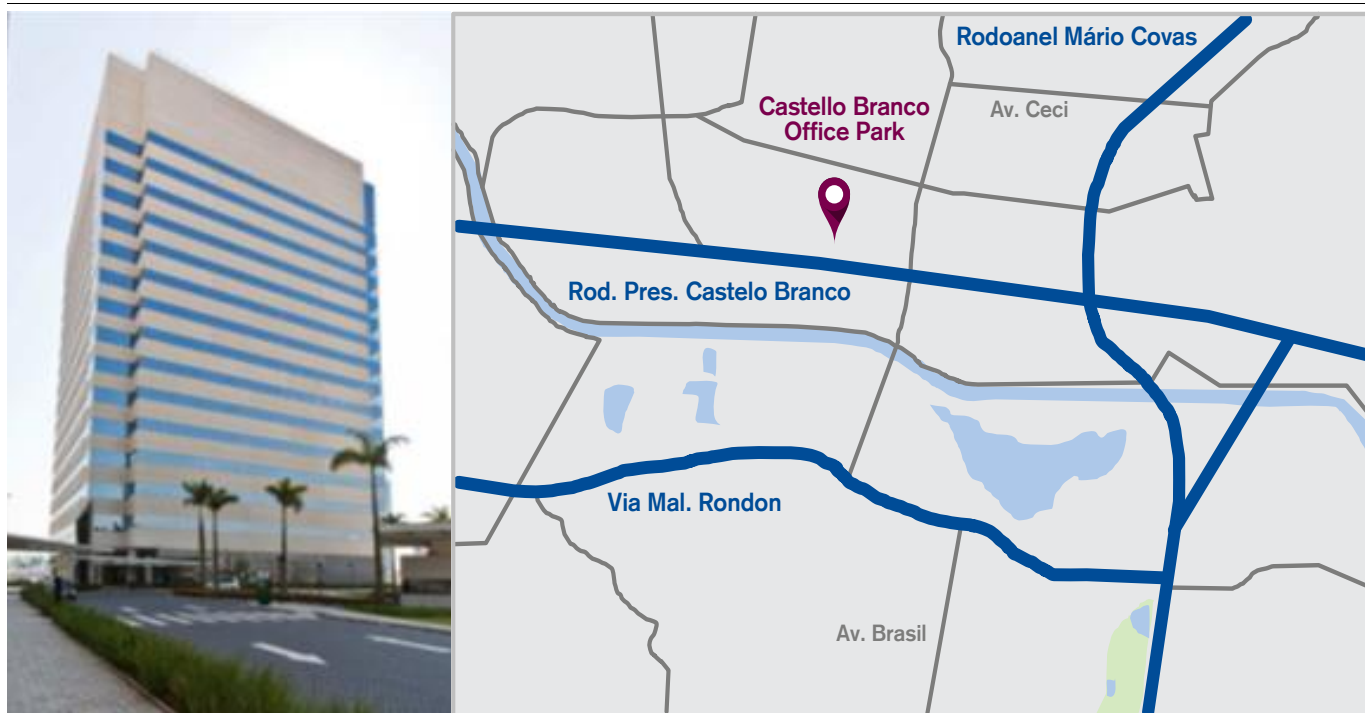 Rodoanel Mário Covas
Av. Ceci
Castello Branco
Office Park
Rod. Pres. Castelo Branco
Via Mal. Rondon
Av. Brasil